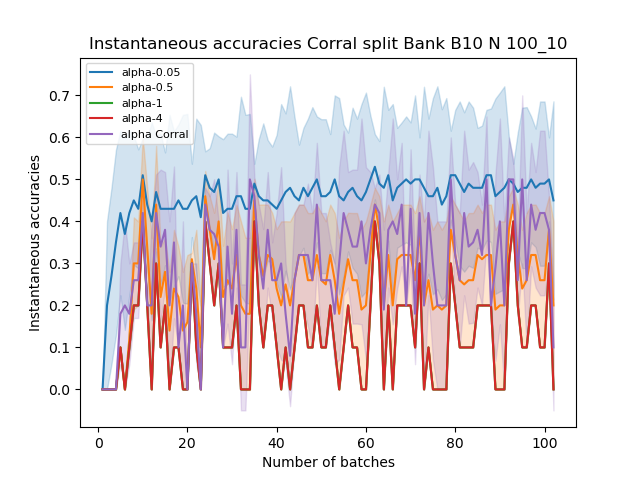 Instantaneous accuracies Corral split Bank B10 N 100_10
alpha-0.05
alpha-0.5
alpha-1
alpha-4
alpha Corral
Instantaneous accuracies
0.7
0.6
0.5
0.4
0.3
0.2
0.1
0.0
0 20 40 60 80 100
Number of batches